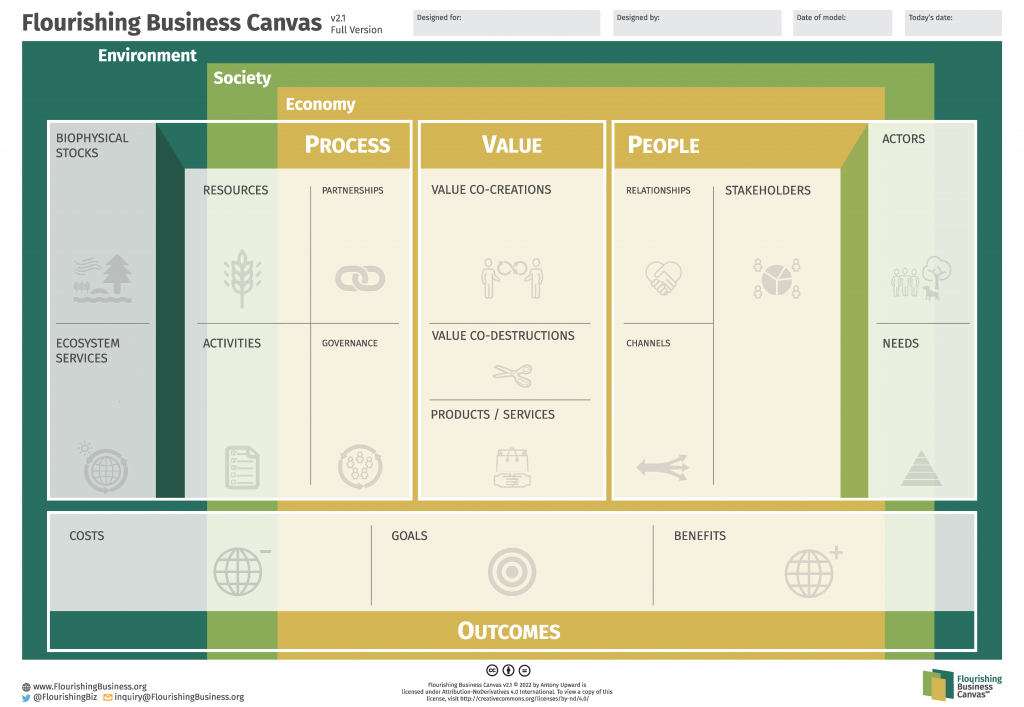 Flourishing Business Canvas
v2.1
Full Version
Designed for:
Designed by:
Date of model:
Today's date:
Environment
Society
Economy
PROCESS
VALUE
PEOPLE
BIOPHYSICAL
STOCKS
RESOURCES
PARTNERSHIPS
VALUE CO-CREATIONS
RELATIONSHIPS
STAKEHOLDERS
ACTORS
ECOSYSTEM
SERVICES
ACTIVITIES
GOVERNANCE
VALUE CO-DESTRUCTIONS
PRODUCTS / SERVICES
CHANNELS
NEEDS
COSTS
GOALS
BENEFITS
OUTCOMES
www.FlourishingBusiness.org
@FlourishingBiz inquiry@FlourishingBusiness.org
cc
Flourishing Business Canvas v2.1 © 2022 by Antony Upward is
licensed under Attribution-NoDerivatives 4.0 International. To view a copy of this
license, visit http://creativecommons.org/licenses/by-nd/4.0/
Flourishing
Business
Canvas℠